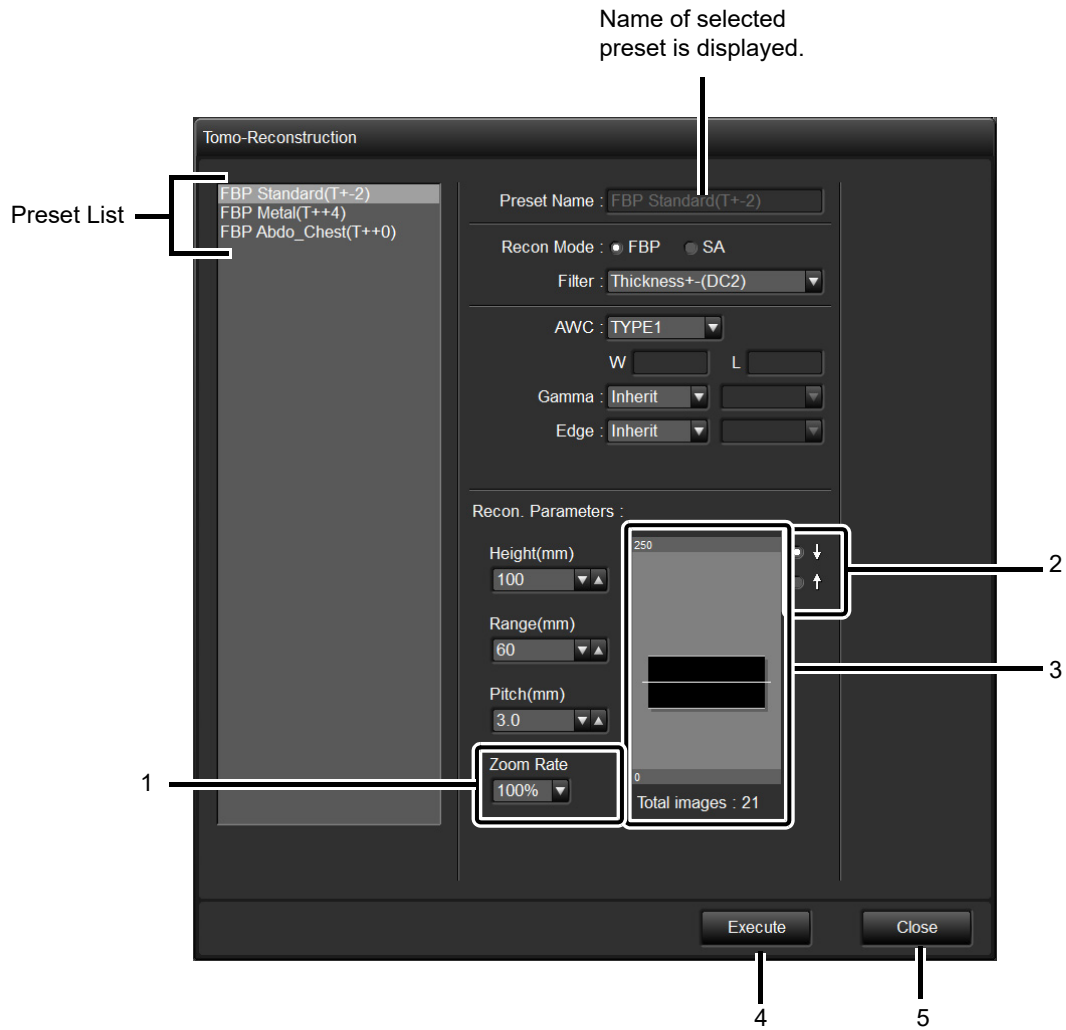 Name of selected
preset is displayed.
Tomo-Reconstruction
Preset List
FBP Standard(T+-2)
FBP Metal(T++4)
FBP Abdo_Chest(T++0)
Preset Name : FBP Standard(T+-2)
Recon Mode : FBP SA
Filter : Thickness+-(DC2)
AWC : TYPE1
W L
Gamma : Inherit
Edge : Inherit
Recon. Parameters :
Height(mm)
100
Range(mm)
60
Pitch(mm)
3.0
Zoom Rate
100%
250
0
Total images : 21
↓
↑
1
2
3
Execute
Close
4
5